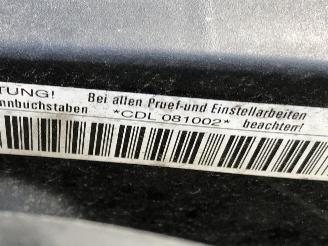 TUNG! Bei allen Pruef-und Einstellarbeiten
nnbuchstaben *CDL 081002* beachten!